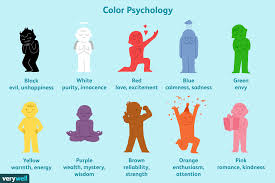 Color Psychology
Black
evil, unhappiness
White
purity, innocence
Red
love, excitement
Blue
calmness, sadness
Green
envy
Yellow
warmth, energy
Purple
wealth, mystery,
wisdom
Brown
reliability,
strength
Orange
enthusiasm,
attention
Pink
romance, kindness
verywell